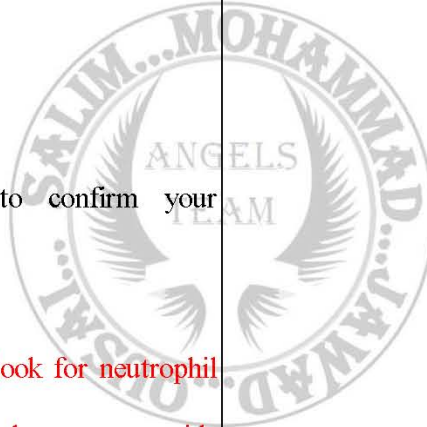 SALIM...MOHAMMAD...JAWAD...QUSAI...
ANGELS
TEAM
to confirm your
ook for neutrophil